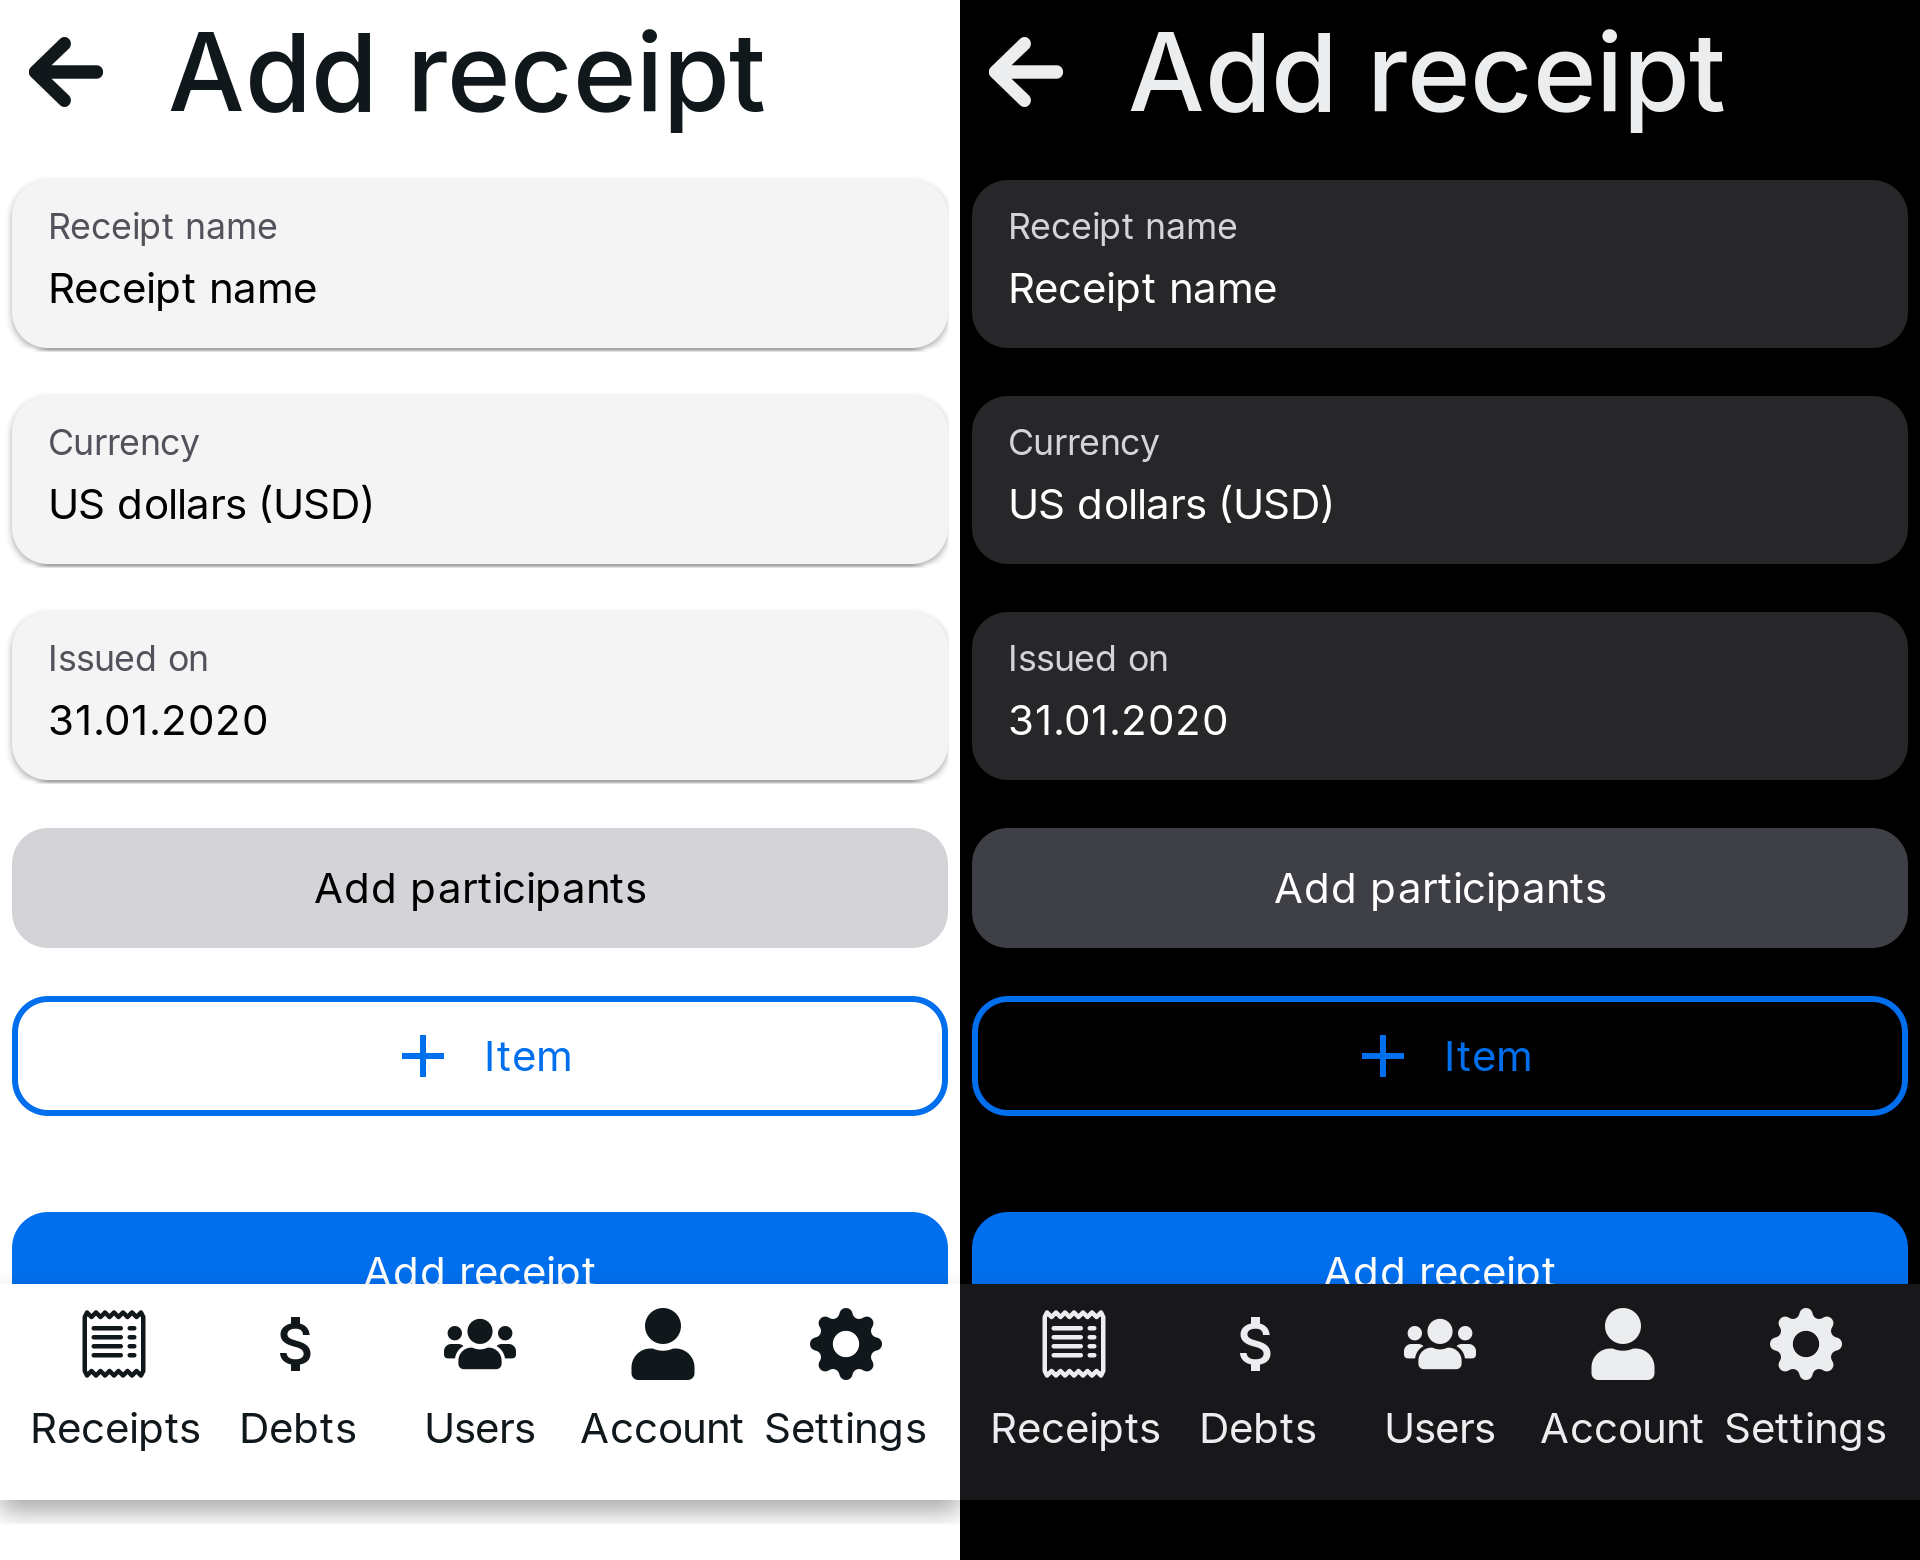 Add receipt
Receipt name
Receipt name
Currency
US dollars (USD)
Issued on
31.01.2020
Add participants
Item
Add receipt
Receipts Debts Users Account Settings
Add receipt
Receipt name
Receipt name
Currency
US dollars (USD)
Issued on
31.01.2020
Add participants
Item
Add receipt
Receipts Debts Users Account Settings